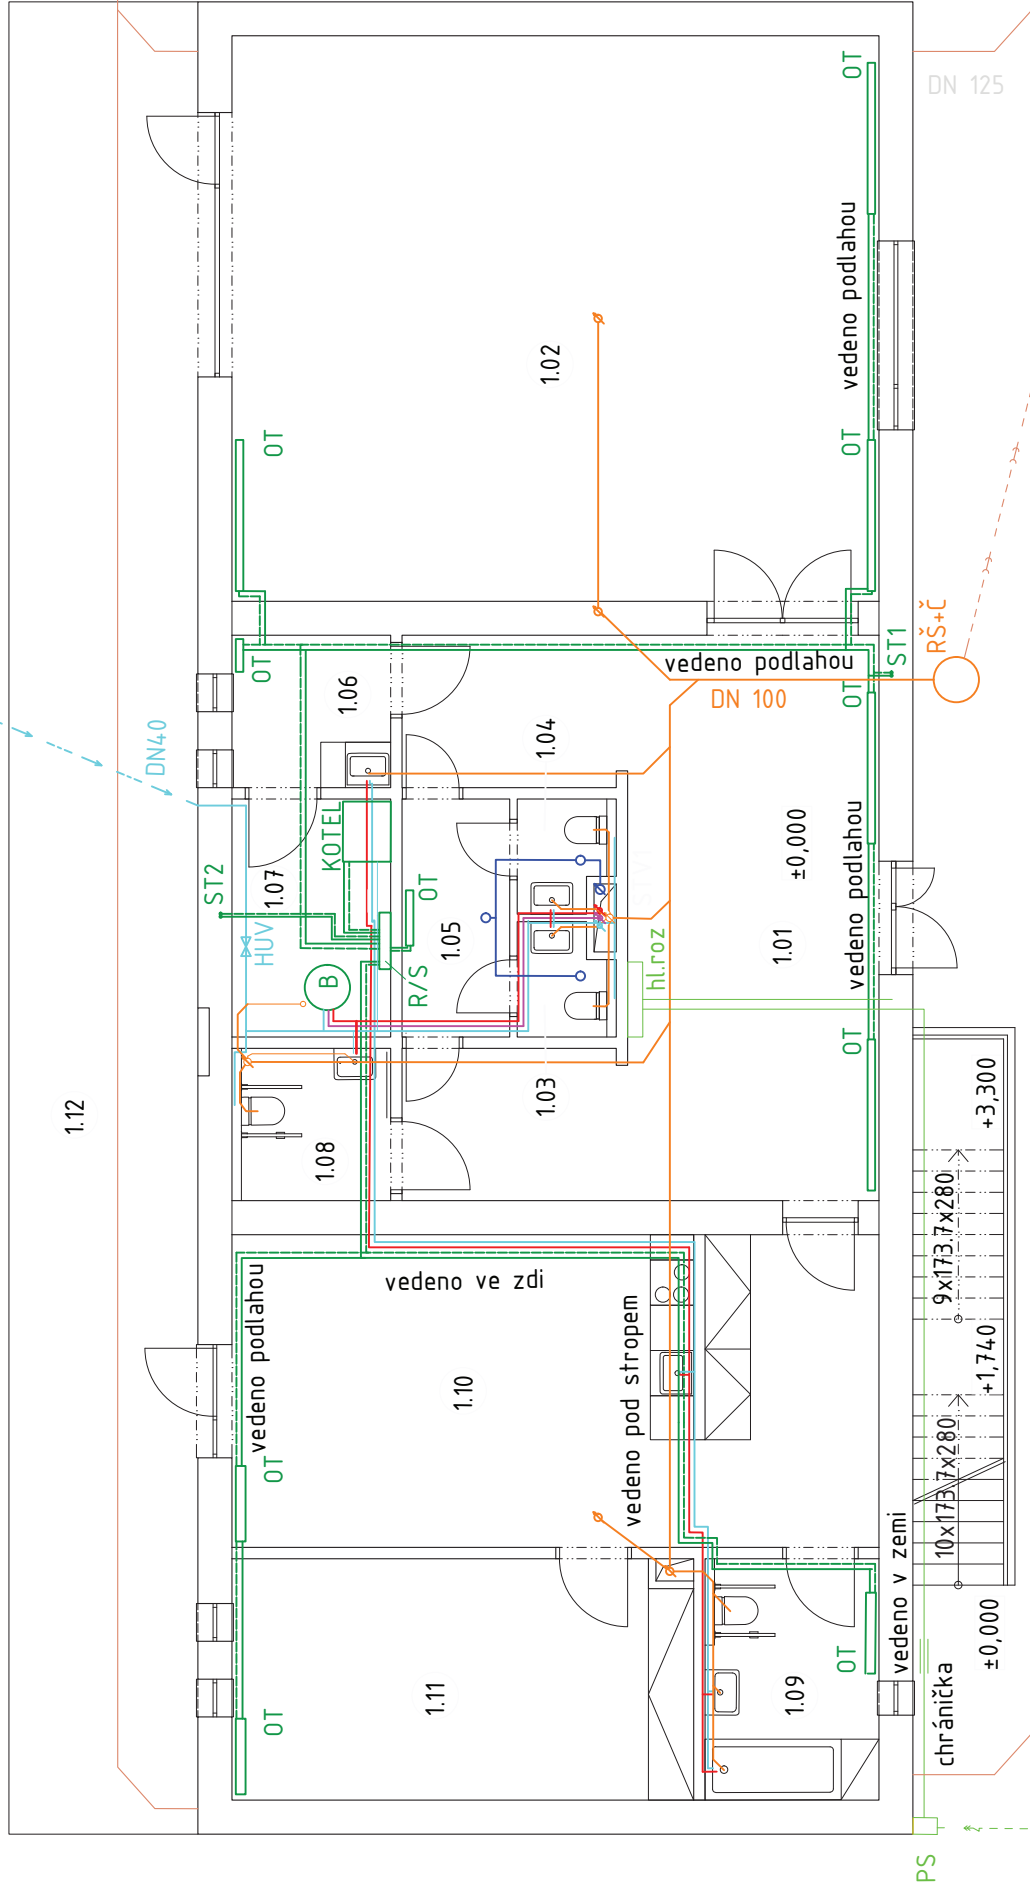 OT
DN 125
vedeno podlahou
1.02
OT
OT
RŠ+Č
ST1
OT
vedeno podlahou
DN 100
OT
1.06
1.04
DN40
KOTEL
±0,000
vedeno podlahou
ST2
1.07
HUV
OT
1.05
1.01
hl.roz
B
R/S
OT
1.12
1.03
1.08
+3,300
9x173.7x280
vedeno podlahou
vedeno ve zdi
+1,740
1.10
vedeno pod stropem
OT
10x173.7x280
vedeno v zemi
±0,000
OT
1.11
1.09
OT
chránička
PS